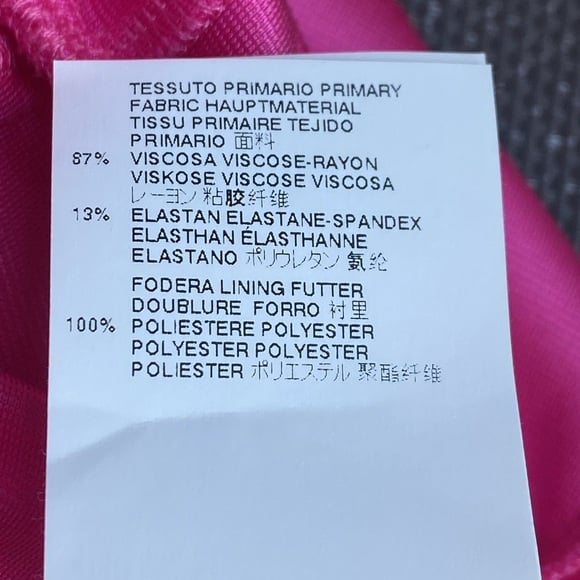 TESSUTO PRIMARIO PRIMARY
FABRIC HAUPTMATERIAL
TISSU PRIMAIRE TEJIDO
PRIMARIO 面料
87% VISCOSA VISCOSE-RAYON
VISKOSE VISCOSE VISCOSA
レーヨン 粘胶纤维
13% ELASTAN ELASTANE-SPANDEX
ELASTHAN ÉLASTHANNE
ELASTANO ポリウレタン 氨纶
FODERA LINING FUTTER
DOUBLURE FORRO 衬里
100% POLIESTERE POLYESTER
POLYESTER POLYESTER
POLIESTER ポリエステル 聚酯纤维